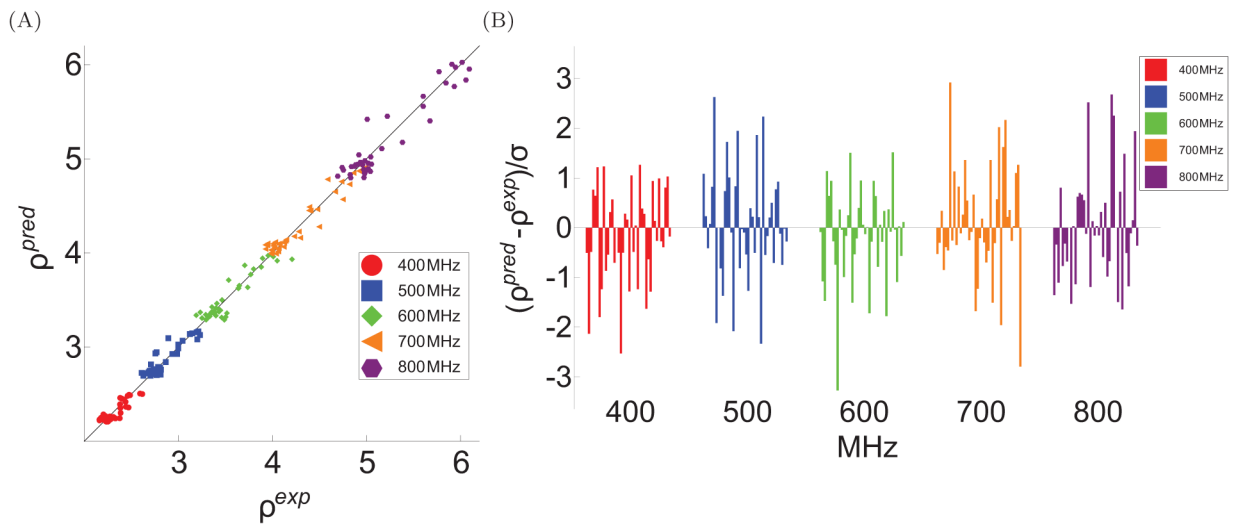 (A)
6
5
4
3
ρ^pred
400MHz
500MHz
600MHz
700MHz
800MHz
3 4 5 6
ρ^exp
(B)
3
2
1
0
-1
-2
-3
(ρ^pred -ρ^exp)/σ
400MHz
500MHz
600MHz
700MHz
800MHz
400 500 600 700 800
MHz